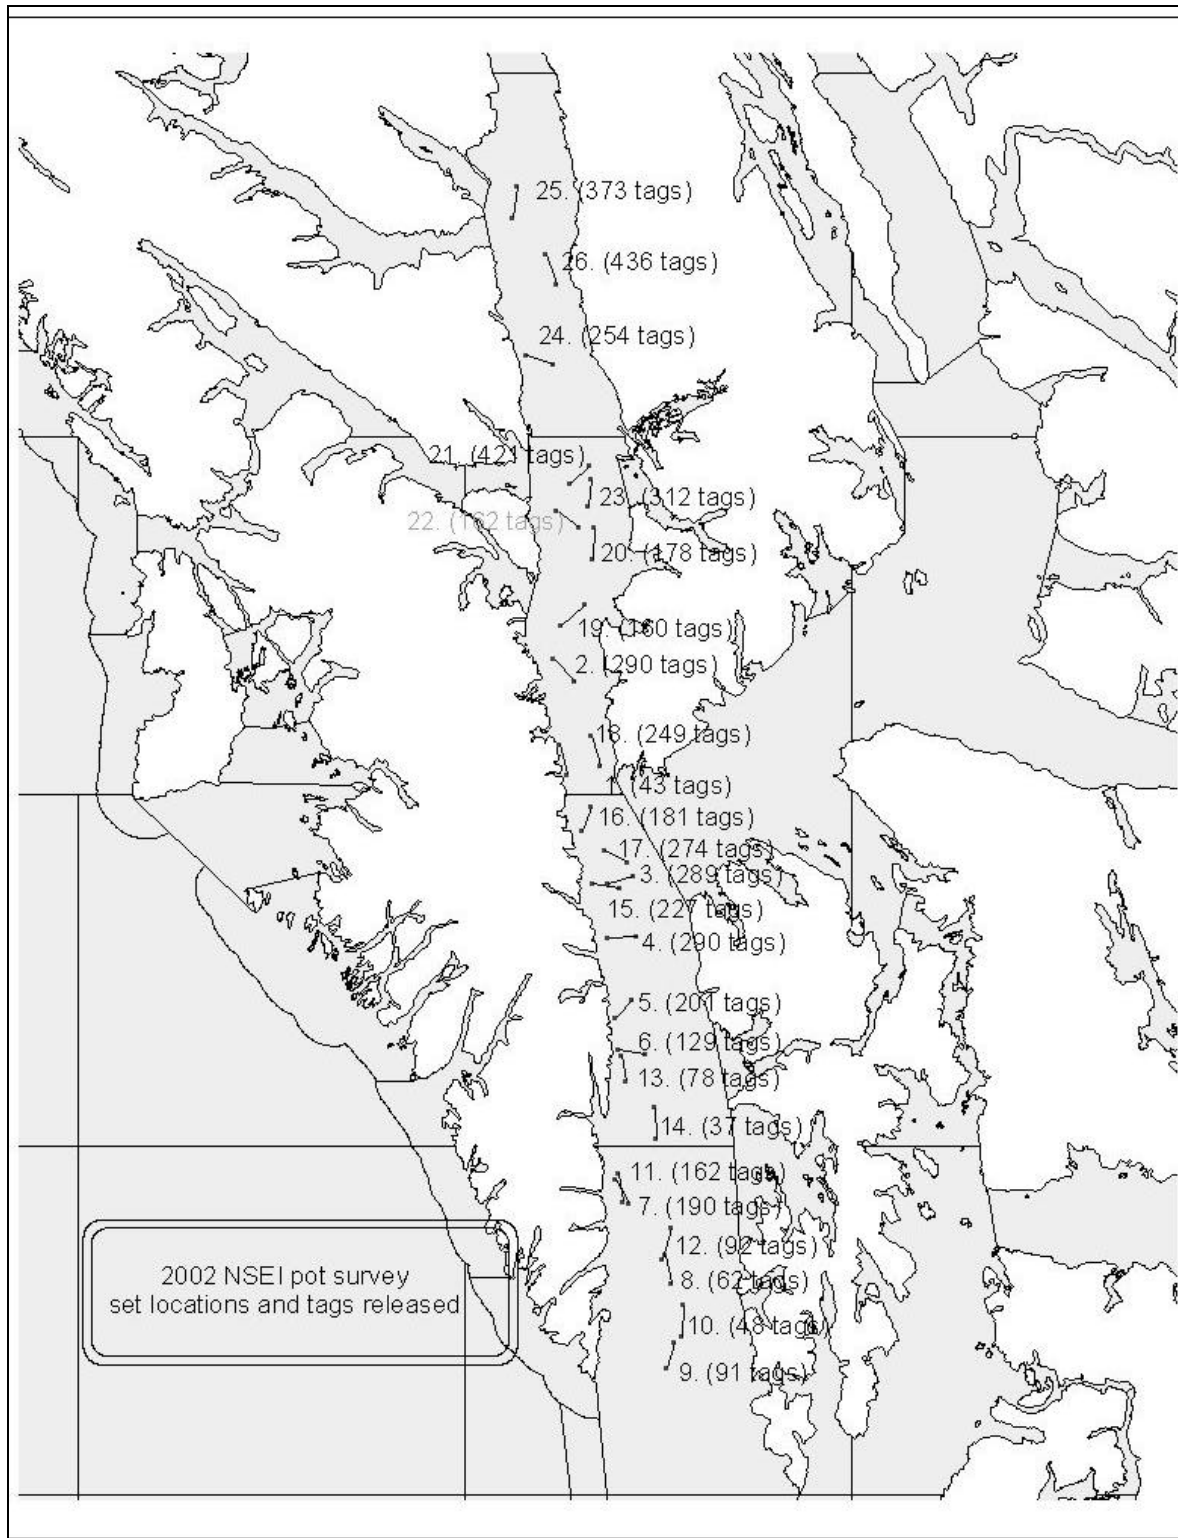 25. (373 tags)
26. (436 tags)
24. (254 tags)
21. (421 tags)
23. (312 tags)
22. (162 tags)
20. (178 tags)
19. (160 tags)
2. (290 tags)
18. (249 tags)
1. (43 tags)
16. (181 tags)
17. (274 tags)
3. (289 tags)
15. (227 tags)
4. (290 tags)
5. (201 tags)
6. (129 tags)
13. (78 tags)
14. (37 tags)
11. (162 tags)
7. (190 tags)
12. (92 tags)
8. (62 tags)
10. (48 tags)
9. (91 tags)
2002 NSEI pot survey
set locations and tags released